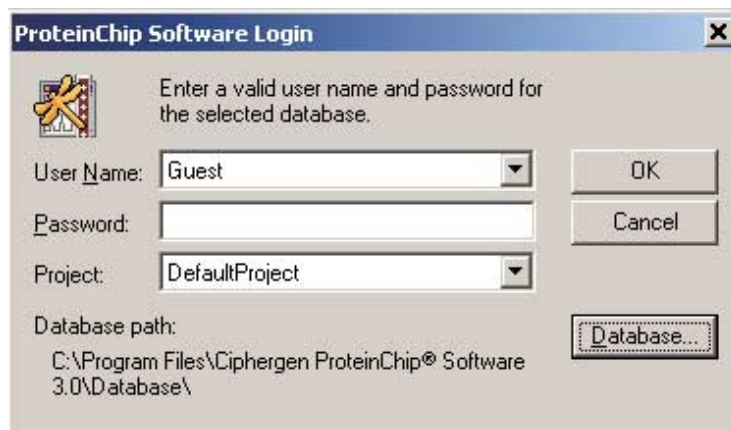 ProteinChip Software Login
Enter a valid user name and password for
the selected database.
User Name: Guest OK
Password: Cancel
Project: DefaultProject
Database path: Database...
C:\Program Files\Ciphergen ProteinChip® Software
3.0\Database\